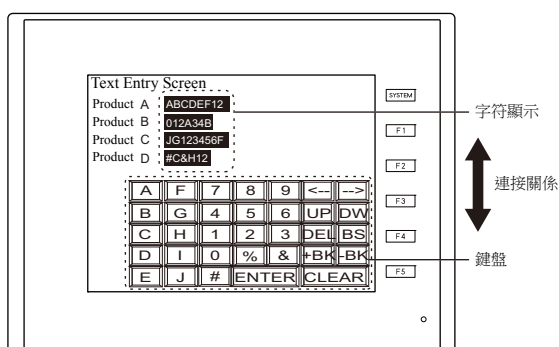 Text Entry Screen
Product A ABCDEF12
Product B 012A34B
Product C JG123456F
Product D #C&H12
A F 7 8 9 <-- -->
B G 4 5 6 UP DW
C H 1 2 3 DEL BS
D I 0 % & +BK -BK
E J # ENTER CLEAR
SYSTEM
F1
F2
F3
F4
F5
字符顯示
連接關係
鍵盤